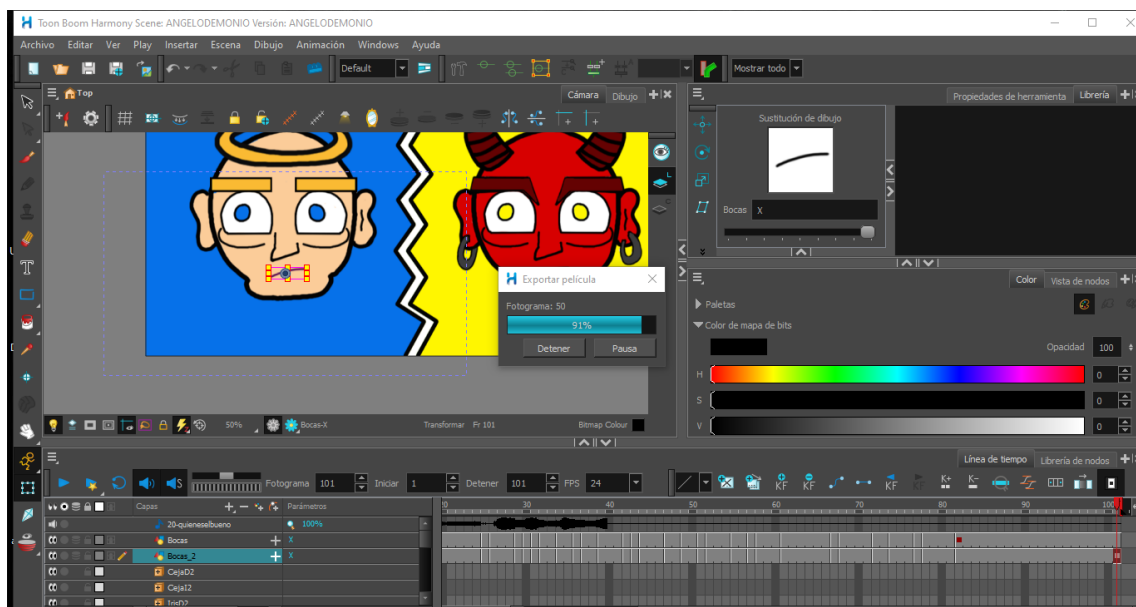 Toon Boom Harmony Scene: ANGELODEMONIO Versión: ANGELODEMONIO
Archivo Editar Ver Play Insertar Escena Dibujo Animación Windows Ayuda
Default
Mostrar todo
Top
Cámara Dibujo
Propiedades de herramienta Librería
Sustitución de dibujo
Bocas X
Exportar película
Fotograma: 50
91%
Detener Pausa
Color Vista de nodos
Paletas
Color de mapa de bits
Opacidad 100
H 0
S 0
V 0
50% Bocas-X Transformar Fr 101 Bitmap Colour
Línea de tiempo Librería de nodos
Fotograma 101 Iniciar 1 Detener 101 FPS 24
KF KF KF KF K+ K-
Capas Parámetros
20 30 40 50 60 70 80 90 100
20-quieneselbueno 100%
Bocas X
Bocas_2 X
CejaD2
CejaI2
IrisD2